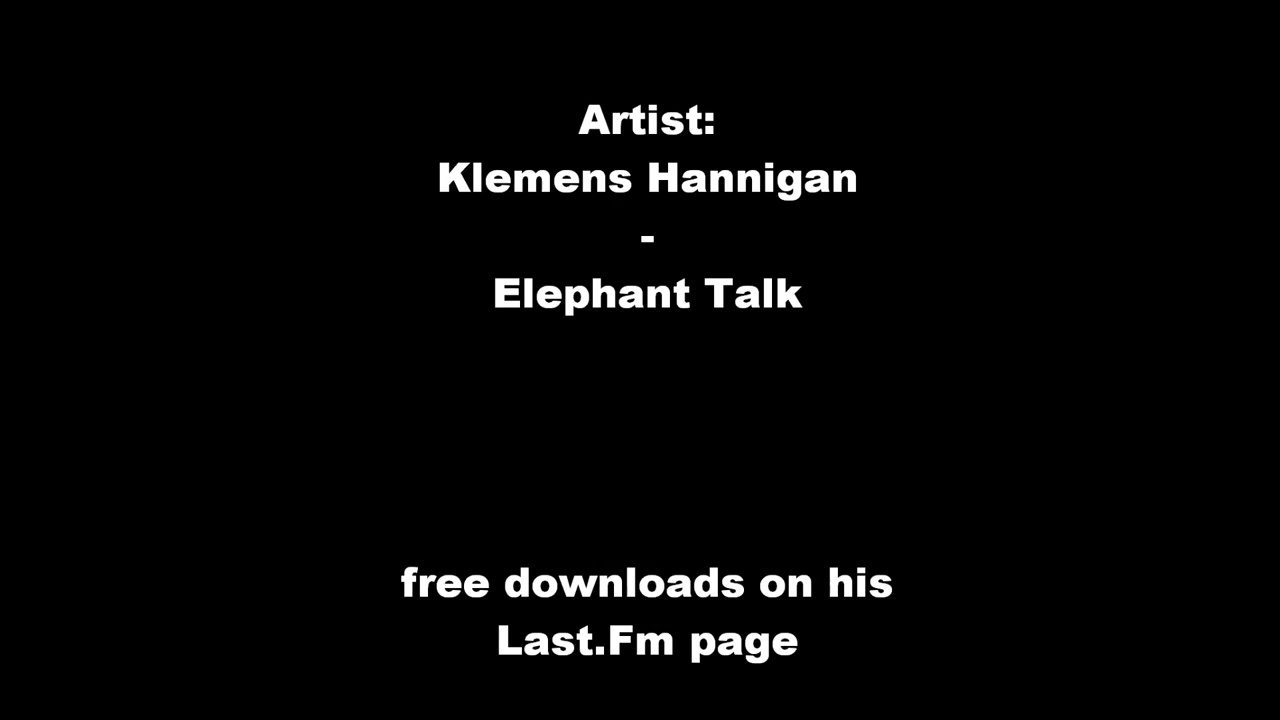 Artist:
Klemens Hannigan
-
Elephant Talk
free downloads on his
Last.Fm page